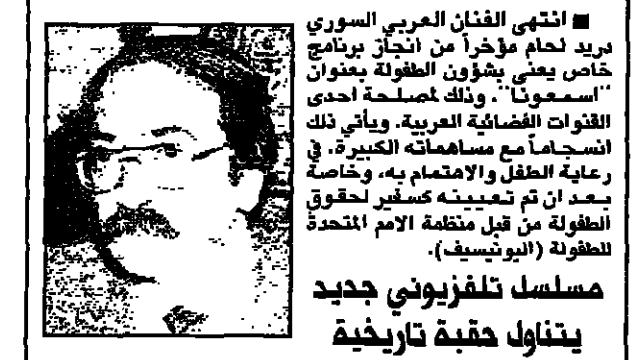 ■ انتهى الفنان العربي السوري
دريد لحام مؤخراً من انجاز برنامج
خاص يعنى بشؤون الطفولة بعنوان
"اسمعونا". وذلك لمصلحة احدى
القنوات الفضائية العربية. ويأتي ذلك
انسجاماً مع مساهماته الكبيرة. في
رعاية الطفل والاهتمام به، وخاصة
بعد ان تم تعيينه كسفير لحقوق
الطفولة من قبل منظمة الامم المتحدة
للطفولة (اليونيسيف).
مسلسل تلفزيوني جديد
يتناول حقبة تاريخية